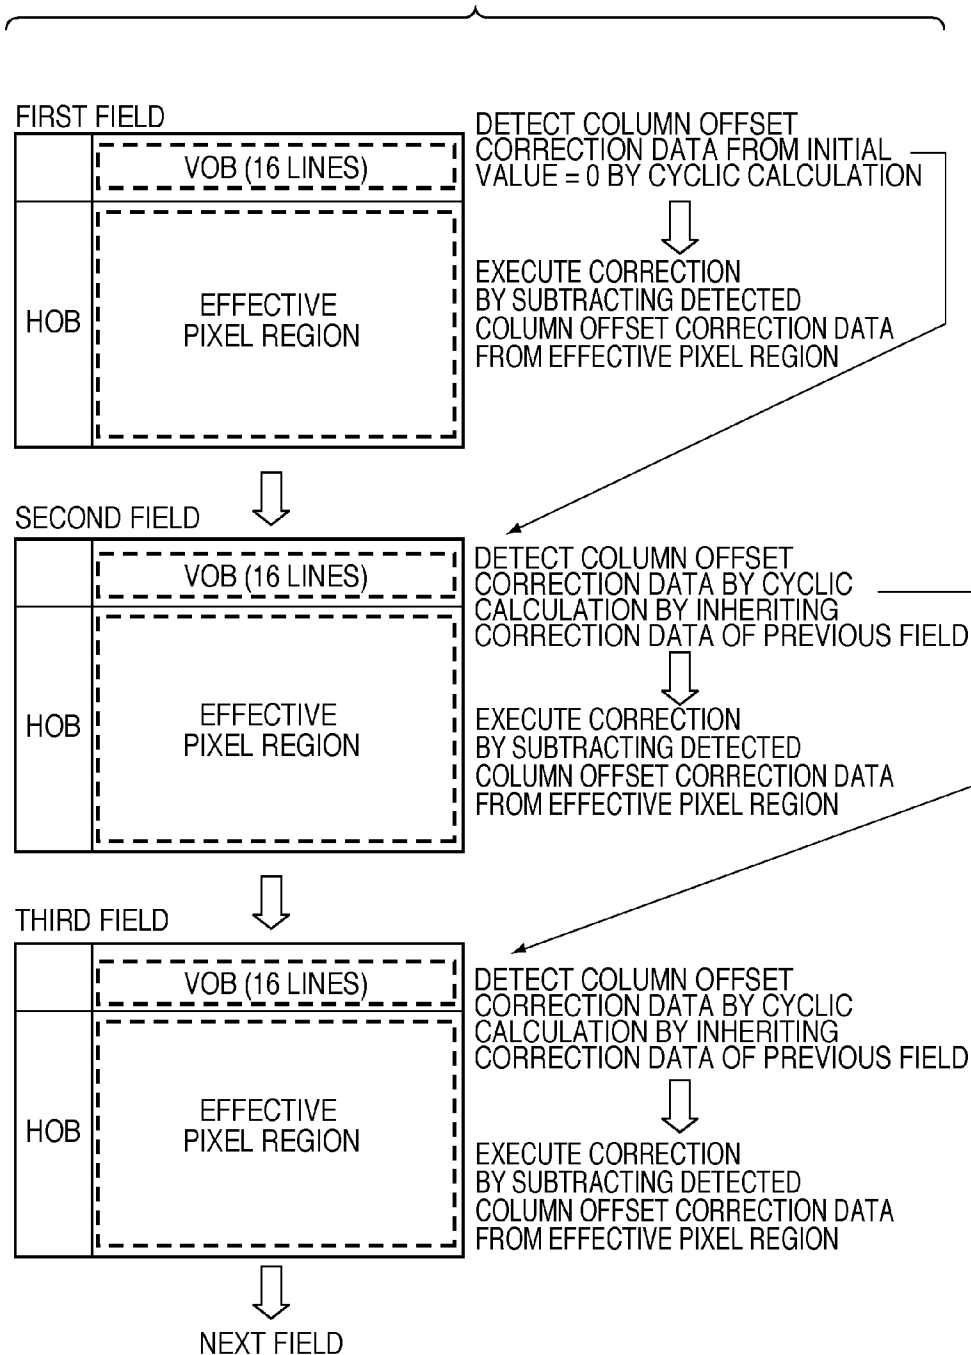 FIRST FIELD
VOB (16 LINES)
HOB
EFFECTIVE
PIXEL REGION
DETECT COLUMN OFFSET
CORRECTION DATA FROM INITIAL
VALUE = 0 BY CYCLIC CALCULATION
EXECUTE CORRECTION
BY SUBTRACTING DETECTED
COLUMN OFFSET CORRECTION DATA
FROM EFFECTIVE PIXEL REGION
SECOND FIELD
VOB (16 LINES)
HOB
EFFECTIVE
PIXEL REGION
DETECT COLUMN OFFSET
CORRECTION DATA BY CYCLIC
CALCULATION BY INHERITING
CORRECTION DATA OF PREVIOUS FIELD
EXECUTE CORRECTION
BY SUBTRACTING DETECTED
COLUMN OFFSET CORRECTION DATA
FROM EFFECTIVE PIXEL REGION
THIRD FIELD
VOB (16 LINES)
HOB
EFFECTIVE
PIXEL REGION
DETECT COLUMN OFFSET
CORRECTION DATA BY CYCLIC
CALCULATION BY INHERITING
CORRECTION DATA OF PREVIOUS FIELD
EXECUTE CORRECTION
BY SUBTRACTING DETECTED
COLUMN OFFSET CORRECTION DATA
FROM EFFECTIVE PIXEL REGION
NEXT FIELD